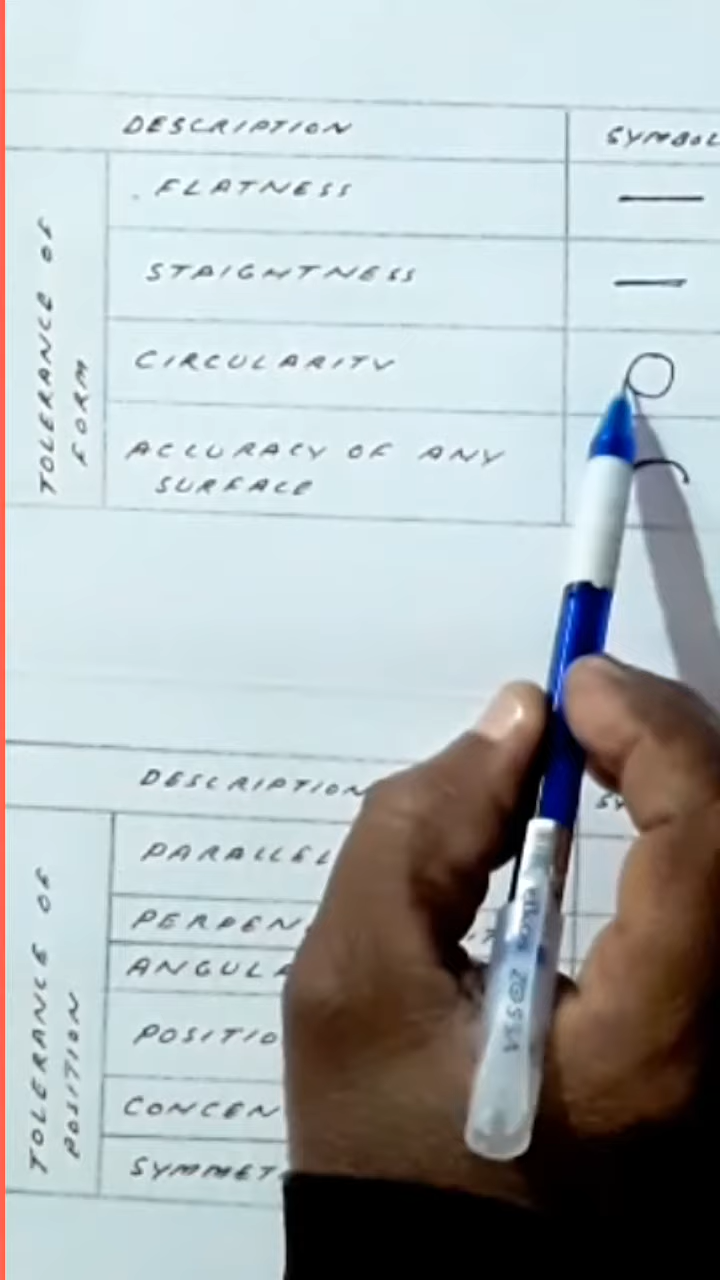 DESCRIPTION SYMBOL
TOLERANCE OF
FORM
FLATNESS
STAIGHTNESS
CIRCULARITY
ACCURACY OF ANY
SURFACE
DESCRIPTION SY
TOLERANCE OF
POSITION
PARALLEL
PERPEN
ANGULA
POSITIO
CONCEN
SYMMET